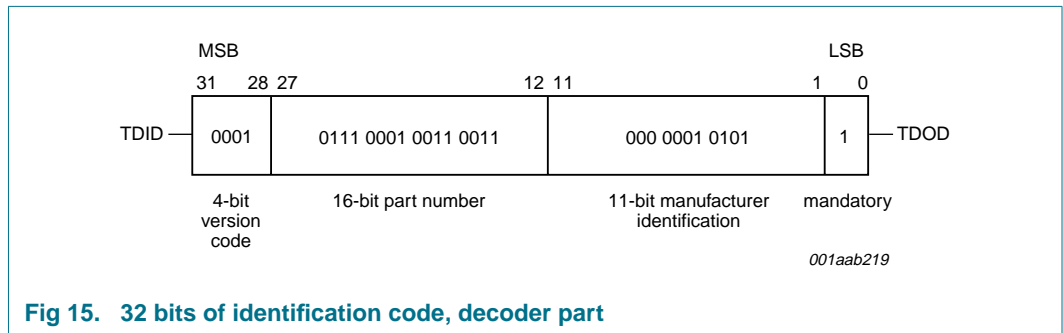 MSB LSB
31 28 27 12 11 1 0
TDID 0001 0111 0001 0011 0011 000 0001 0101 1 TDOD
4-bit 16-bit part number 11-bit manufacturer mandatory
version identification
code
001aab219
Fig 15. 32 bits of identification code, decoder part